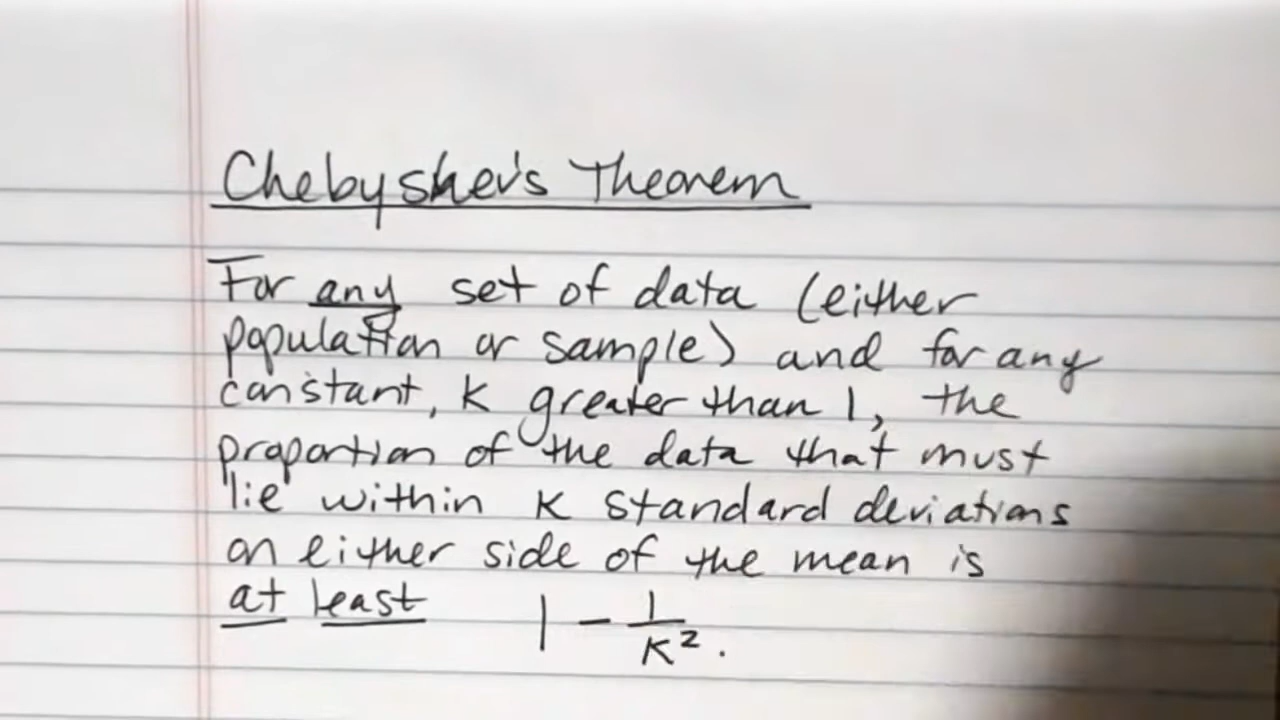 Chebyshev's Theorem
For any set of data (either
population or sample) and for any
constant, K greater than 1, the
proportion of the data that must
lie within K standard deviations
on either side of the mean is
at least 1 - 1/K².